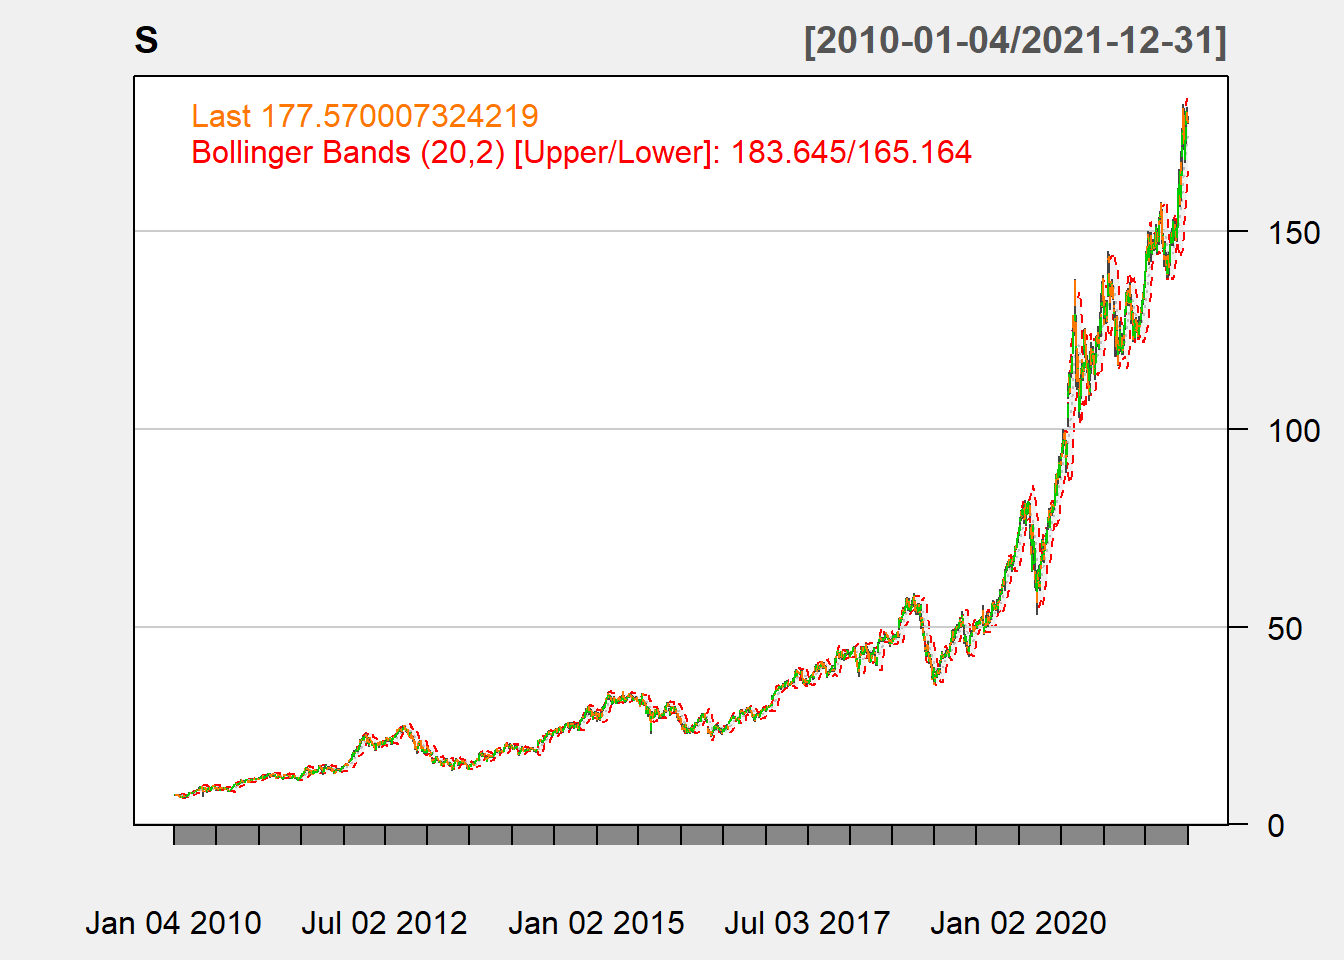 S [2010-01-04/2021-12-31]
Last 177.570007324219
Bollinger Bands (20,2) [Upper/Lower]: 183.645/165.164
150
100
50
0
Jan 04 2010 Jul 02 2012 Jan 02 2015 Jul 03 2017 Jan 02 2020